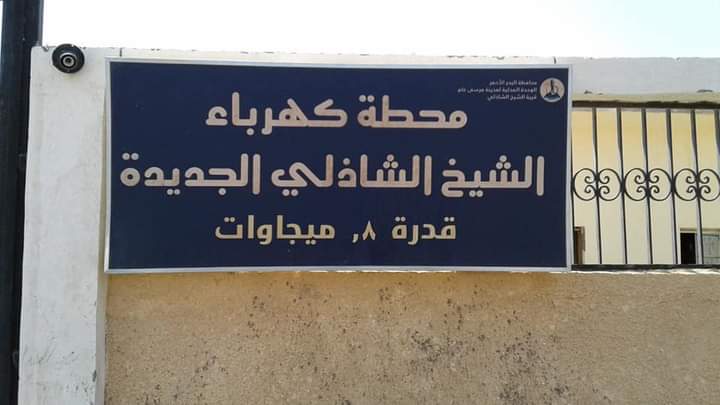 محافظة البحر الأحمر
الوحدة المحلية لمدينة مرسى علم
قرية الشيخ الشاذلي
محطة كهرباء
الشيخ الشاذلي الجديدة
قدرة ٨, ميجاوات